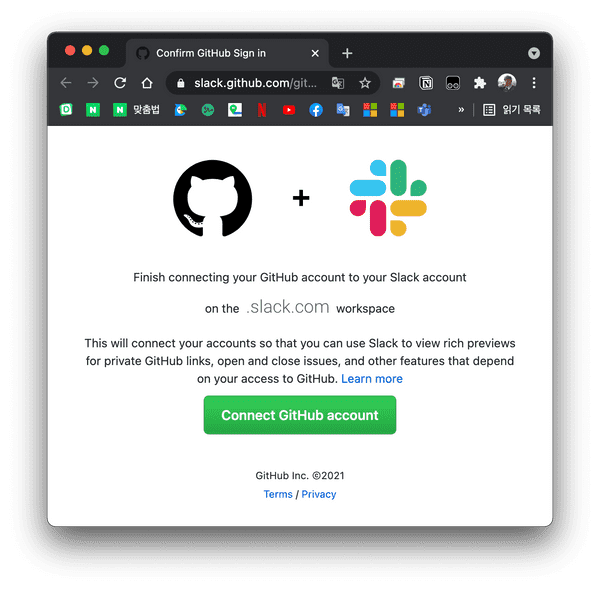 Confirm GitHub Sign in
slack.github.com/git...
N N 맞춤법 N » 읽기 목록
+
Finish connecting your GitHub account to your Slack account
on the .slack.com workspace
This will connect your accounts so that you can use Slack to view rich previews
for private GitHub links, open and close issues, and other features that depend
on your access to GitHub. Learn more
Connect GitHub account
GitHub Inc. ©2021
Terms / Privacy